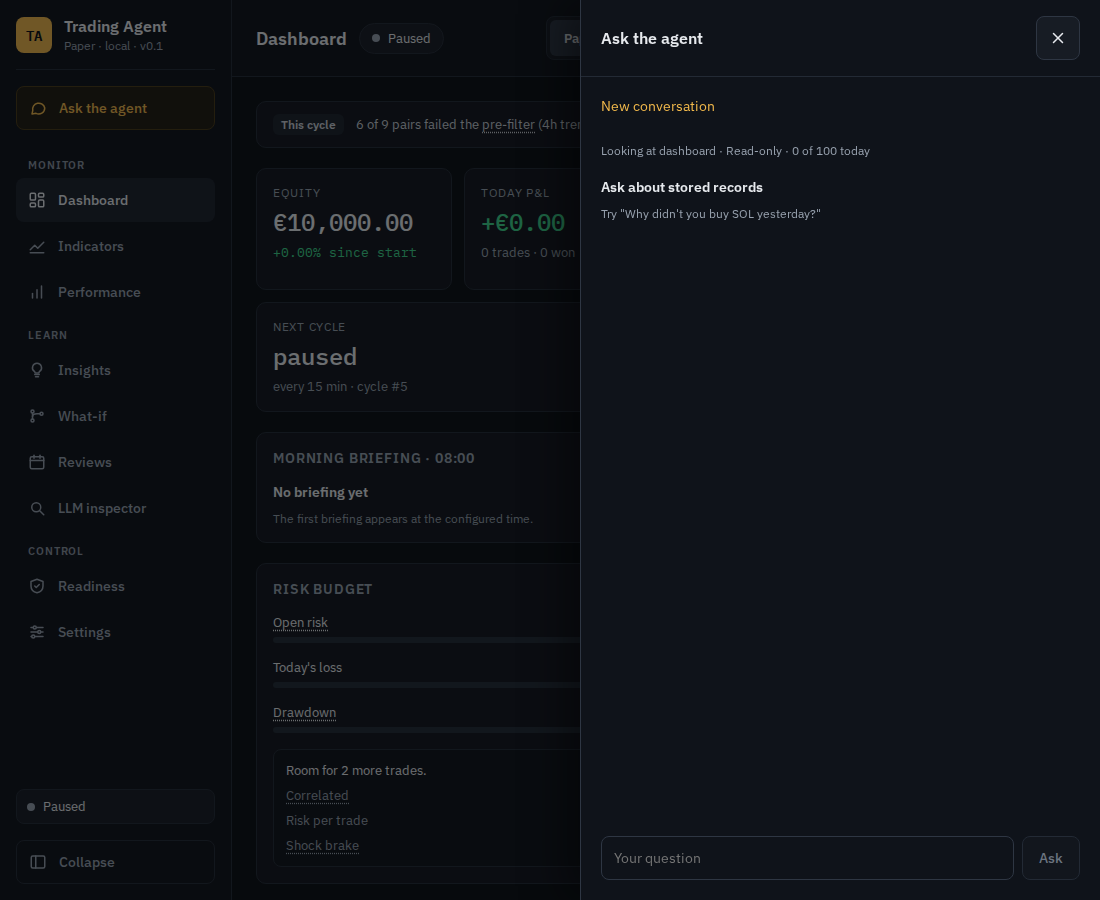 TA
Trading Agent
Paper · local · v0.1
Ask the agent
MONITOR
Dashboard
Indicators
Performance
LEARN
Insights
What-if
Reviews
LLM inspector
CONTROL
Readiness
Settings
Paused
Collapse
Dashboard
Paused
This cycle
6 of 9 pairs failed the pre-filter (4h
EQUITY
€10,000.00
+0.00% since start
TODAY P&L
+€0.00
0 trades · 0 won
NEXT CYCLE
paused
every 15 min · cycle #5
MORNING BRIEFING · 08:00
No briefing yet
The first briefing appears at the configured time.
RISK BUDGET
Open risk
Today's loss
Drawdown
Room for 2 more trades.
Correlated
Risk per trade
Shock brake
Ask the agent
New conversation
Looking at dashboard · Read-only · 0 of 100 today
Ask about stored records
Try "Why didn't you buy SOL yesterday?"
Your question
Ask